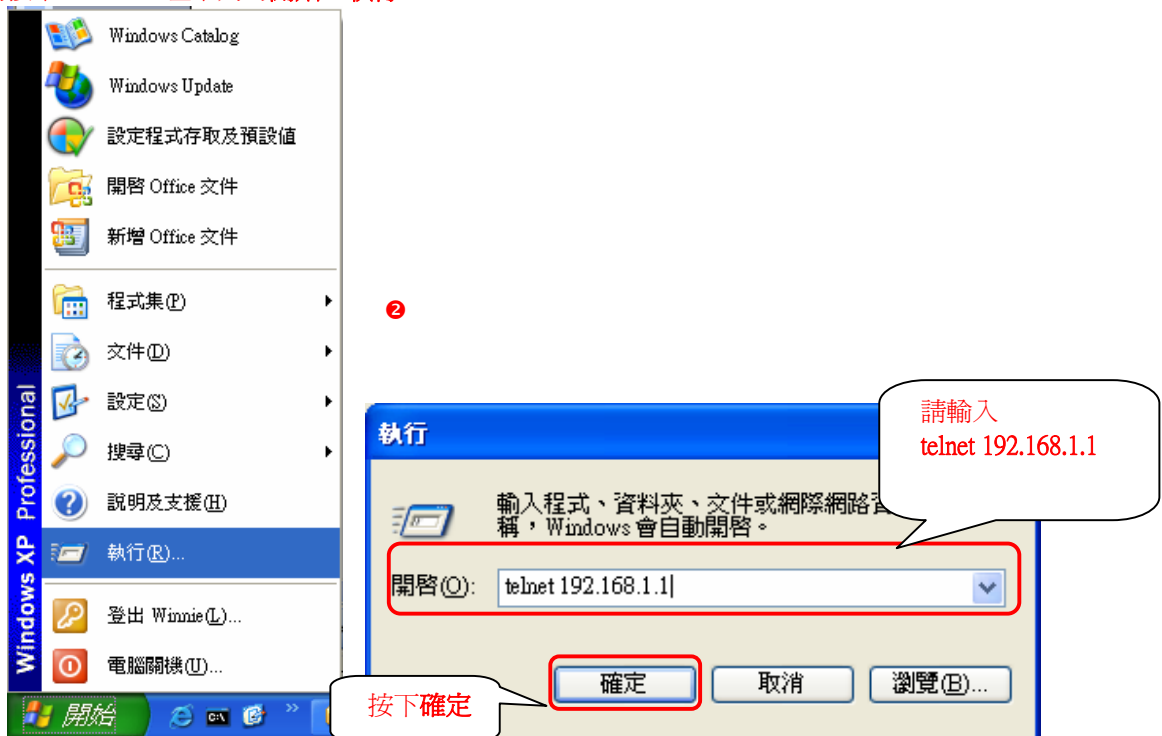 Windows Catalog
Windows Update
設定程式存取及預設值
開啓 Office 文件
新增 Office 文件
程式集(P)
文件(D)
設定(S)
搜尋(C)
說明及支援(H)
執行(R)...
登出 Winnie(L)...
電腦關機(U)...
Windows XP Professional
開始
❷
執行
輸入程式、資料夾、文件或網際網路
稱，Windows 會自動開啓。
開啓(O):
telnet 192.168.1.1
確定
取消
瀏覽(B)...
請輸入
telnet 192.168.1.1
按下確定